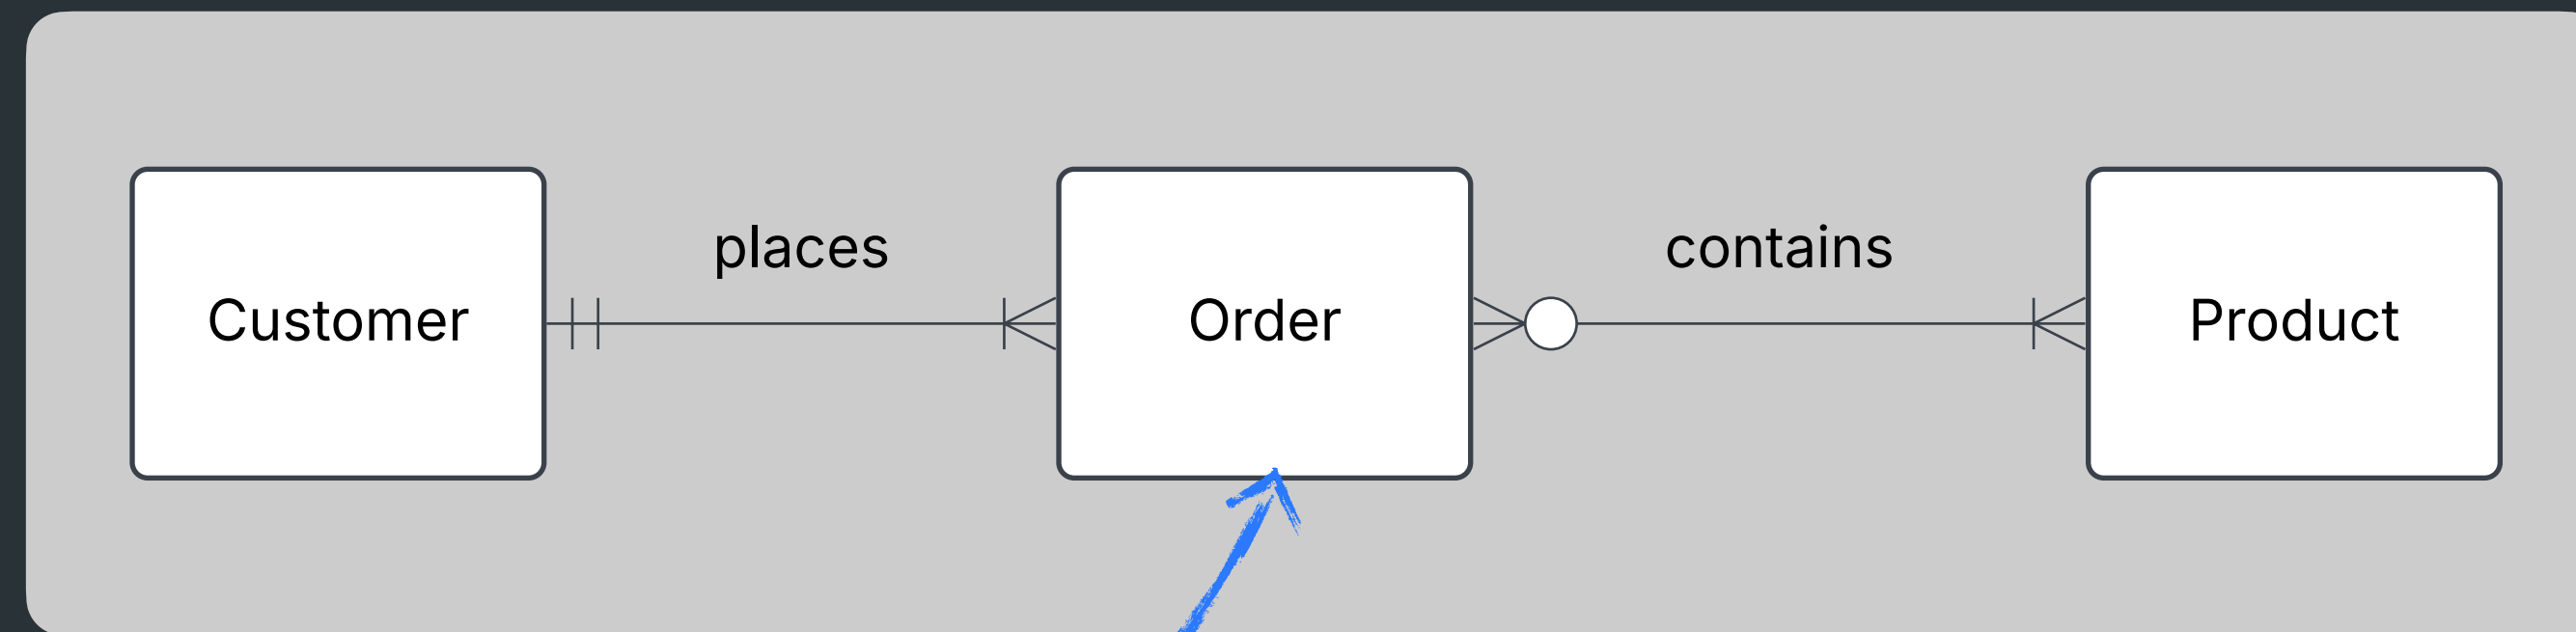 places
contains
Customer
Order
Product